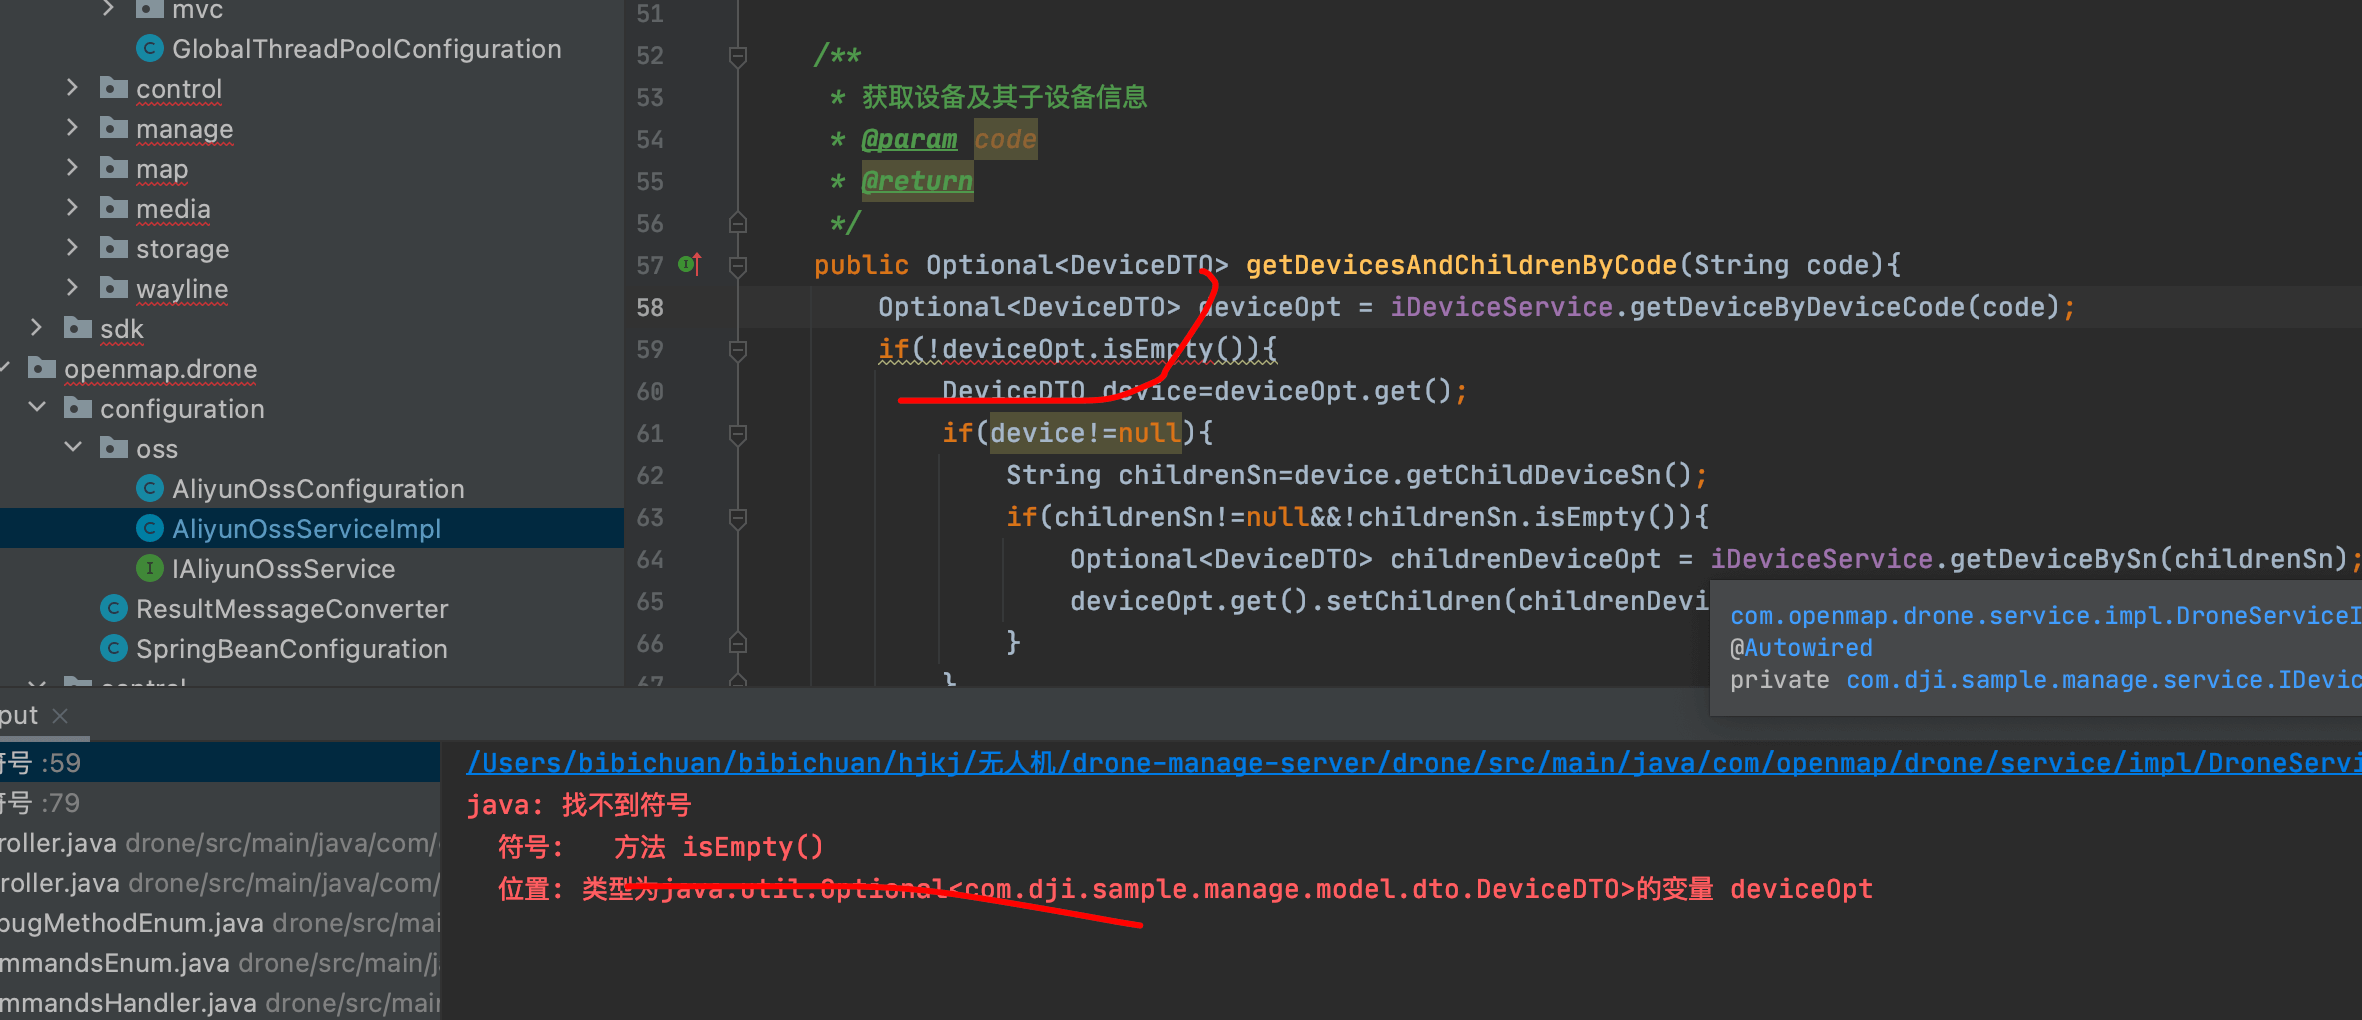 mvc
GlobalThreadPoolConfiguration
control
manage
map
media
storage
wayline
sdk
openmap.drone
configuration
oss
AliyunOssConfiguration
AliyunOssServiceImpl
IAliyunOssService
ResultMessageConverter
SpringBeanConfiguration
control
51
52 /**
53 * 获取设备及其子设备信息
54 * @param code
55 * @return
56 */
57 public Optional<DeviceDTO> getDevicesAndChildrenByCode(String code){
58 Optional<DeviceDTO> deviceOpt = iDeviceService.getDeviceByDeviceCode(code);
59 if(!deviceOpt.isEmpty()){
60 DeviceDTO device=deviceOpt.get();
61 if(device!=null){
62 String childrenSn=device.getChildDeviceSn();
63 if(childrenSn!=null&&!childrenSn.isEmpty()){
64 Optional<DeviceDTO> childrenDeviceOpt = iDeviceService.getDeviceBySn(childrenSn);
65 deviceOpt.get().setChildren(childrenDevi
66 }
67 }
com.openmap.drone.service.impl.DroneServiceI
@Autowired
private com.dji.sample.manage.service.IDevic
put
符号 :59
符号 :79
roller.java drone/src/main/java/com/
roller.java drone/src/main/java/com/
bugMethodEnum.java drone/src/mai
mmandsEnum.java drone/src/main/j
mmandsHandler.java drone/src/mai
/Users/bibichuan/bibichuan/hjkj/无人机/drone-manage-server/drone/src/main/java/com/openmap/drone/service/impl/DroneServi
java: 找不到符号
符号: 方法 isEmpty()
位置: 类型为java.util.Optional<com.dji.sample.manage.model.dto.DeviceDTO>的变量 deviceOpt